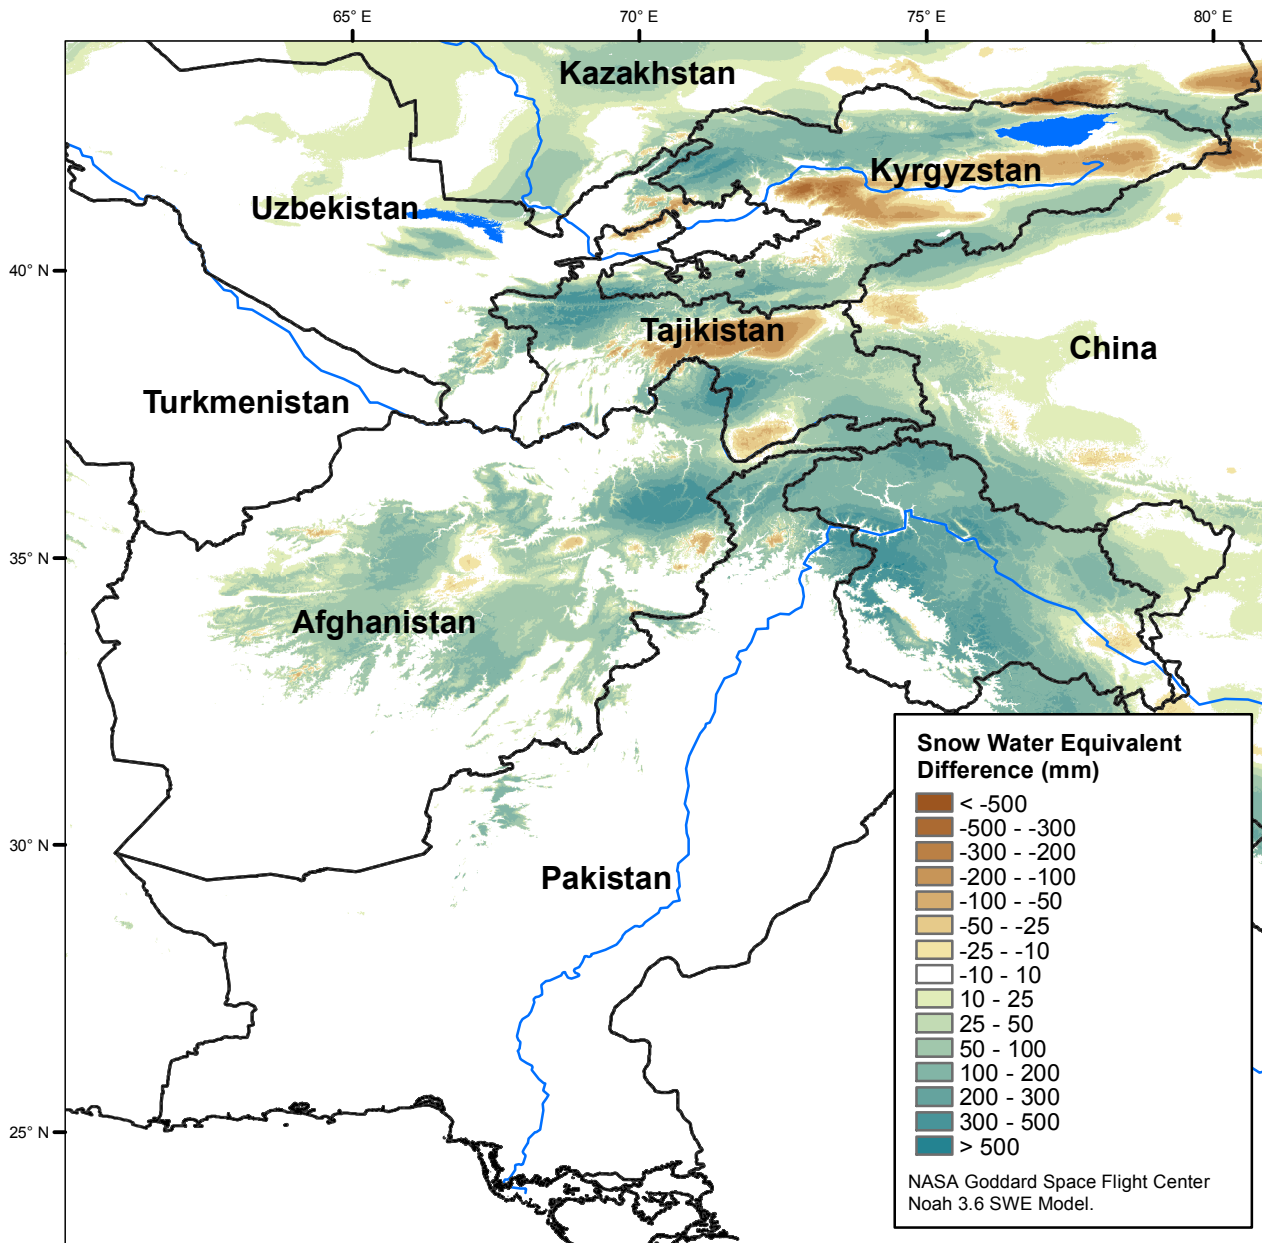 65° E
70° E
75° E
80° E
Kazakhstan
Kyrgyzstan
Uzbekistan
40° N
Tajikistan
China
Turkmenistan
35° N
Afghanistan
Snow Water Equivalent
Difference (mm)
< -500
-500 - -300
-300 - -200
-200 - -100
-100 - -50
-50 - -25
-25 - -10
-10 - 10
10 - 25
25 - 50
50 - 100
100 - 200
200 - 300
300 - 500
> 500
NASA Goddard Space Flight Center
Noah 3.6 SWE Model.
30° N
Pakistan
25° N